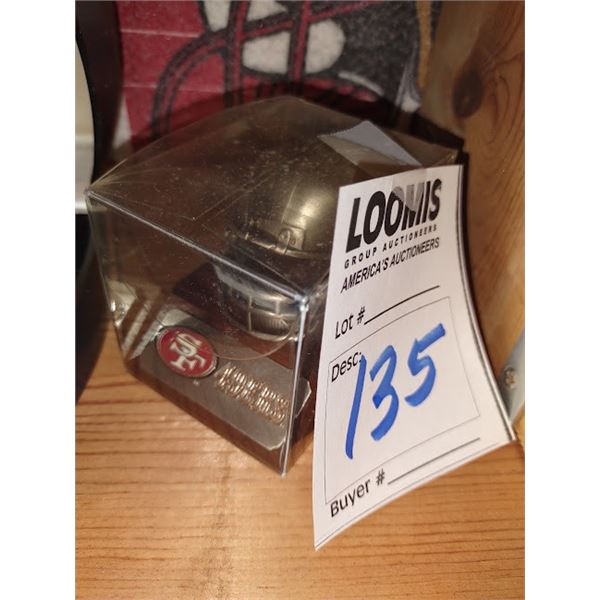 LOOMIS
GROUP AUCTIONEERS
AMERICA'S AUCTIONEERS
Lot #
Desc:
135
Buyer #
SF